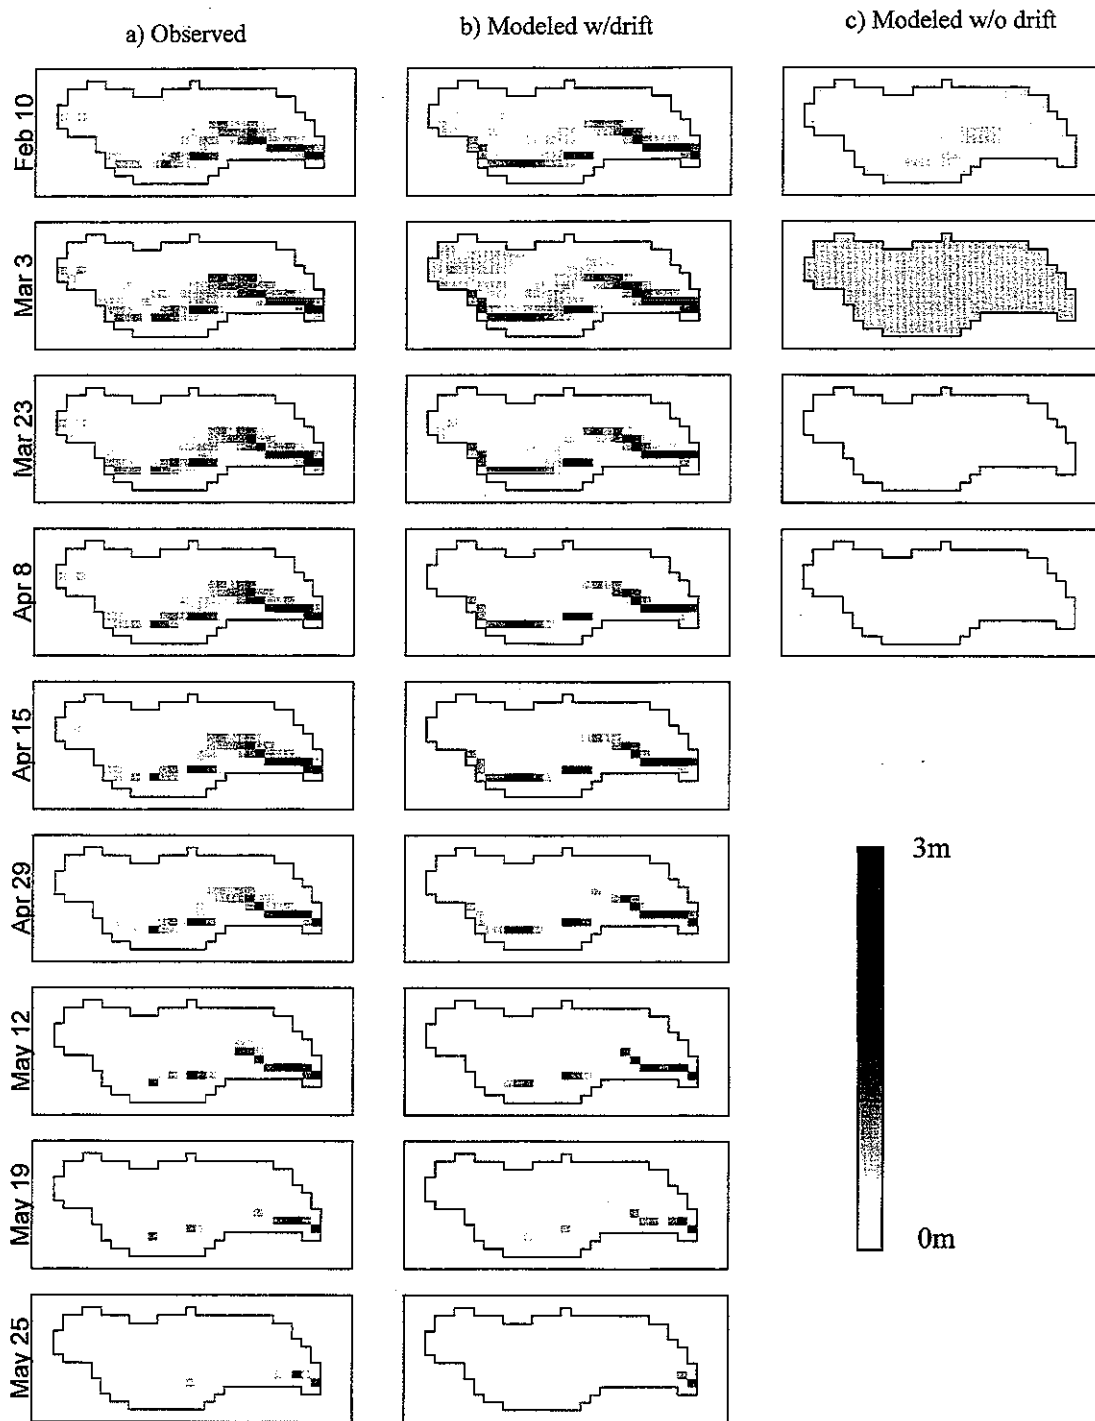 a) Observed
b) Modeled w/drift
c) Modeled w/o drift
Feb 10
Mar 3
Mar 23
Apr 8
Apr 15
Apr 29
May 12
May 19
May 25
3m
0m